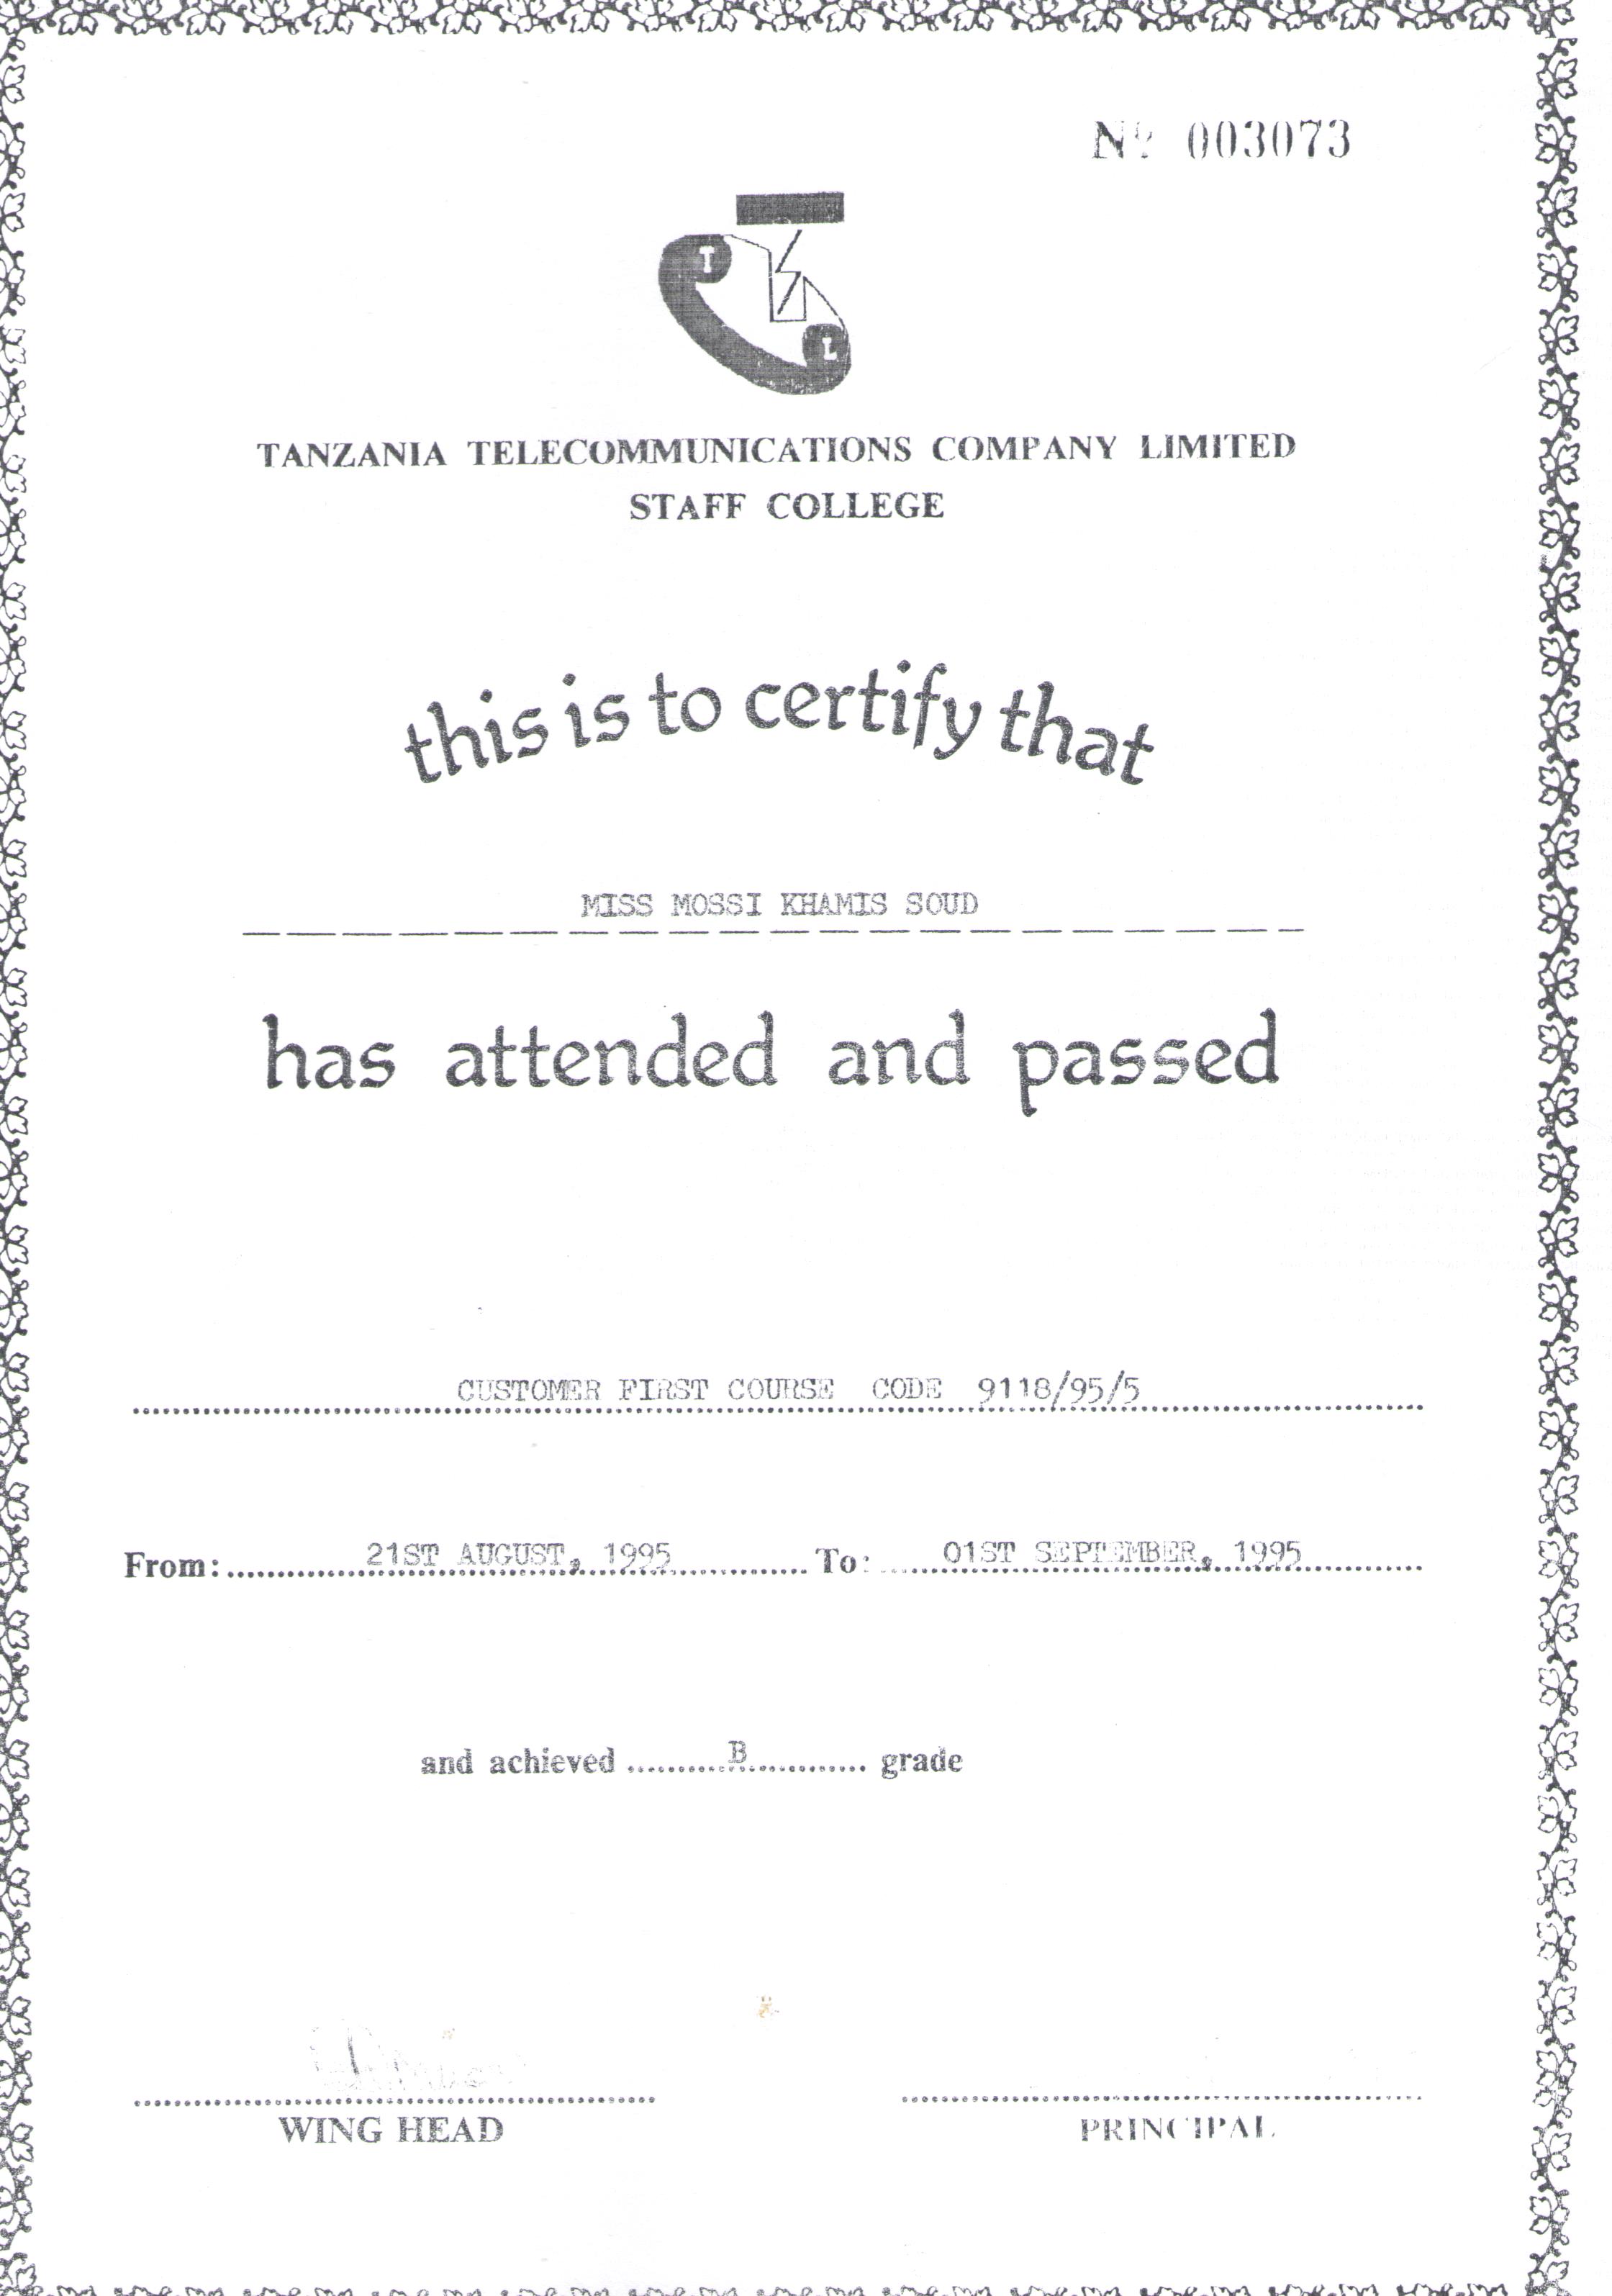 Nº 003073
T
L
TANZANIA TELECOMMUNICATIONS COMPANY LIMITED
STAFF COLLEGE
this is to certify that
MISS MOSSI KHAMIS SOUD
has attended and passed
CUSTOMER FIRST COURSE CODE 9118/95/5
From: 21ST AUGUST, 1995 To: 01ST SEPTEMBER, 1995
and achieved B grade
WING HEAD PRINCIPAL